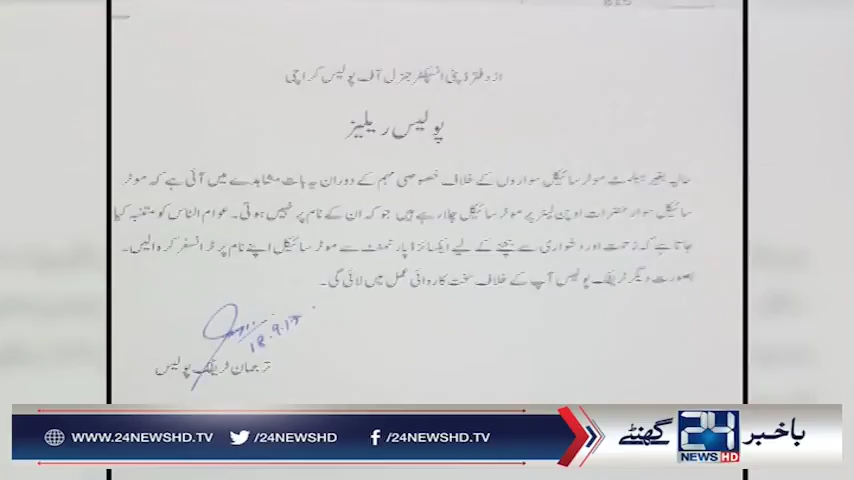 از دفتر ڈپٹی انسپکٹر جنرل آف پولیس کراچی
پولیس ریلیز
حالیہ بغیر ہیلمٹ موٹر سائیکل سواروں کے خلاف خصوصی مہم کے دوران یہ بات مشاہدے میں آئی ہے کہ موٹر
سائیکل سوار حضرات اوپن لیٹر پر موٹر سائیکل چلا رہے ہیں جو کہ ان کے نام پر نہیں ہوتی۔ عوام الناس کو متنبہ کیا
جاتا ہے کہ زحمت اور دشواری سے بچنے کے لیے ایکسائز ڈپارٹمنٹ سے موٹر سائیکل اپنے نام پر ٹرانسفر کروالیں۔
بصورت دیگر ٹریفک پولیس آپ کے خلاف سخت کاروائی عمل میں لائی گی۔
18.9.17
ترجمان ٹریفک پولیس
WWW.24NEWSHD.TV /24NEWSHD /24NEWSHD.TV
باخبر 24 گھنٹے
NEWS HD